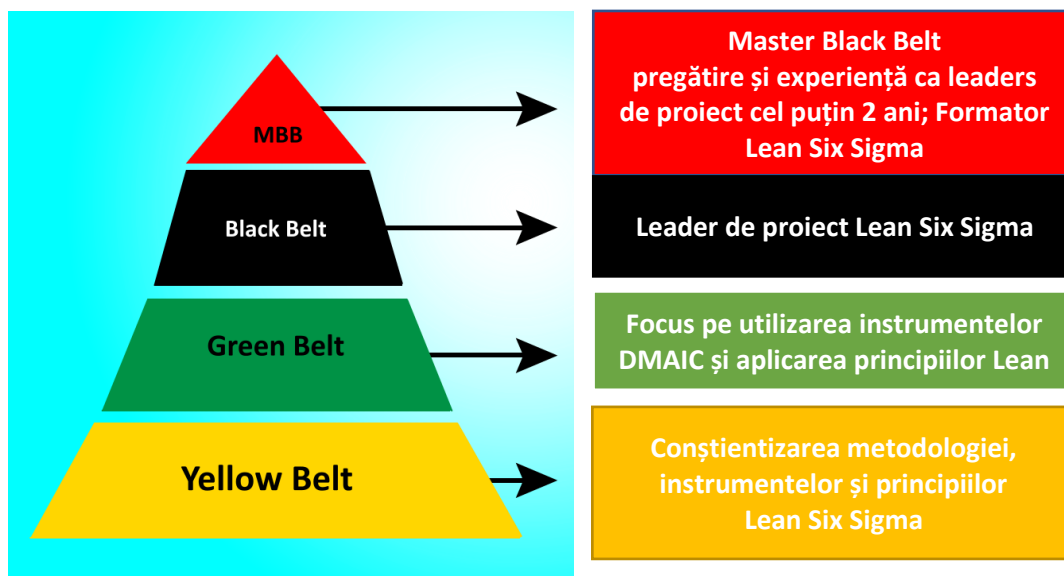 MBB
Master Black Belt
pregătire și experiență ca leaders
de proiect cel puțin 2 ani; Formator
Lean Six Sigma
Black Belt
Leader de proiect Lean Six Sigma
Green Belt
Focus pe utilizarea instrumentelor
DMAIC și aplicarea principiilor Lean
Yellow Belt
Conștientizarea metodologiei,
instrumentelor și principiilor
Lean Six Sigma